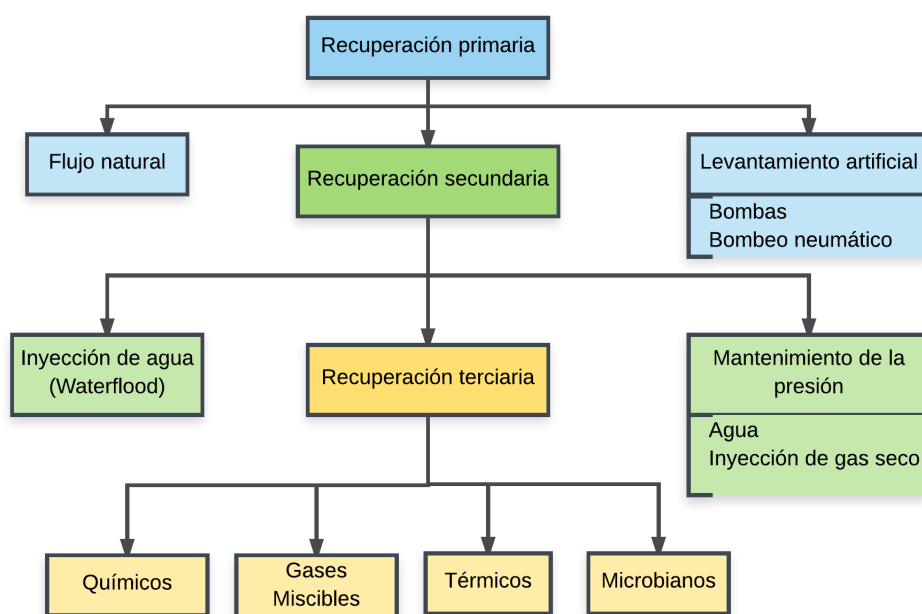 Recuperación primaria
Flujo natural
Recuperación secundaria
Levantamiento artificial
Bombas
Bombeo neumático
Inyección de agua
(Waterflood)
Recuperación terciaria
Mantenimiento de la
presión
Agua
Inyección de gas seco
Químicos
Gases
Miscibles
Térmicos
Microbianos